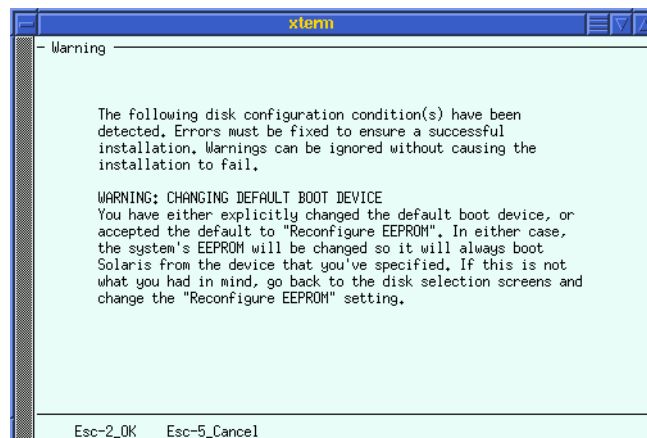 xterm
Warning
The following disk configuration condition(s) have been
detected. Errors must be fixed to ensure a successful
installation. Warnings can be ignored without causing the
installation to fail.
WARNING: CHANGING DEFAULT BOOT DEVICE
You have either explicitly changed the default boot device, or
accepted the default to "Reconfigure EEPROM". In either case,
the system's EEPROM will be changed so it will always boot
Solaris from the device that you've specified. If this is not
what you had in mind, go back to the disk selection screens and
change the "Reconfigure EEPROM" setting.
Esc-2_OK    Esc-5_Cancel